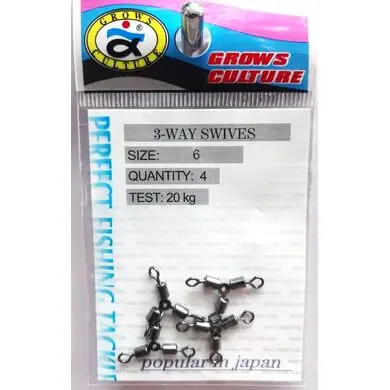 GROWS
CULTURE
GROWS
CULTURE
PERFECT FISHING TACKLE
3-WAY SWIVES
SIZE: 6
QUANTITY: 4
TEST: 20 kg
popular in japan